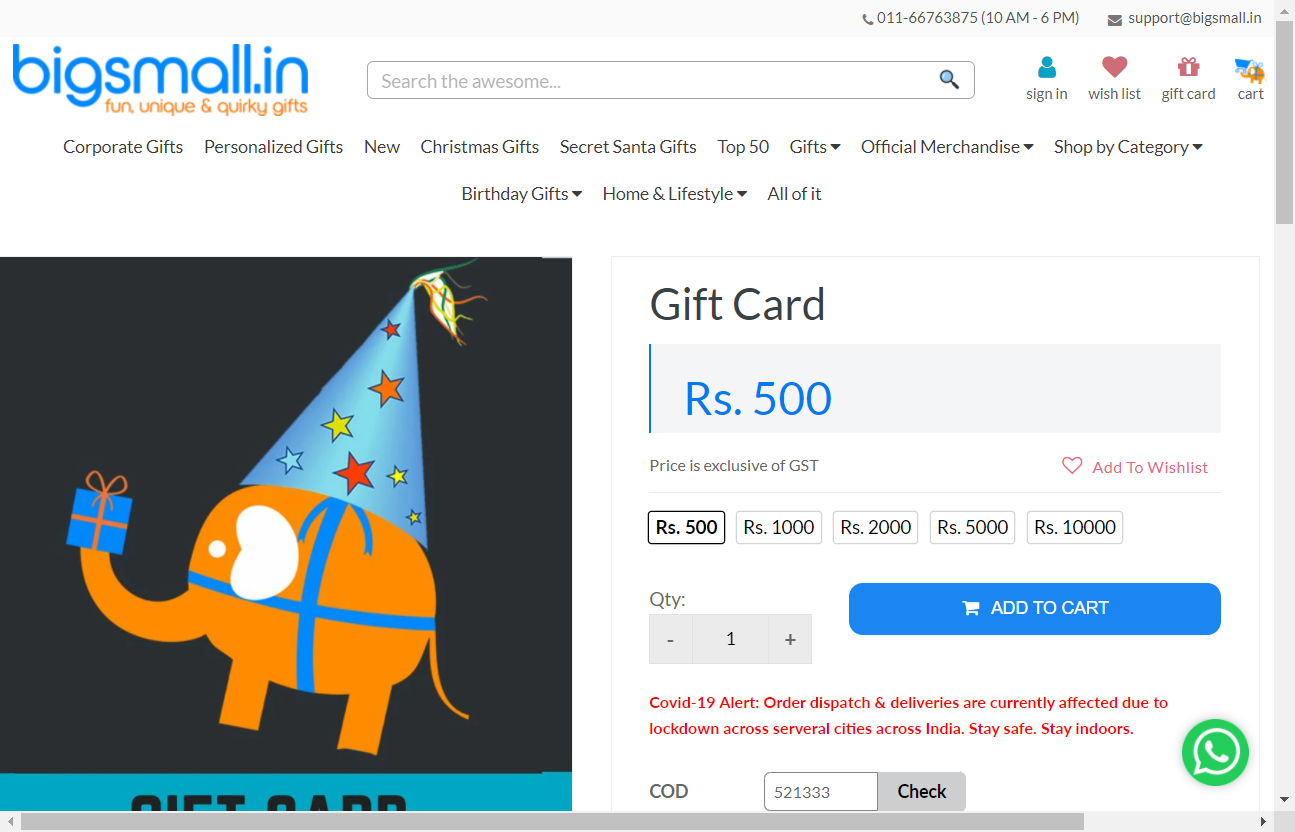 011-66763875 (10 AM - 6 PM) support@bigsmall.in
bigsmall.in
fun, unique & quirky gifts
Search the awesome...
sign in wish list gift card cart
Corporate Gifts Personalized Gifts New Christmas Gifts Secret Santa Gifts Top 50 Gifts Official Merchandise Shop by Category
Birthday Gifts Home & Lifestyle All of it
Gift Card
Rs. 500
Price is exclusive of GST Add To Wishlist
Rs. 500 Rs. 1000 Rs. 2000 Rs. 5000 Rs. 10000
Qty:
ADD TO CART
- 1 +
Covid-19 Alert: Order dispatch & deliveries are currently affected due to
lockdown across serveral cities across India. Stay safe. Stay indoors.
COD 521333 Check
GIFT CARD